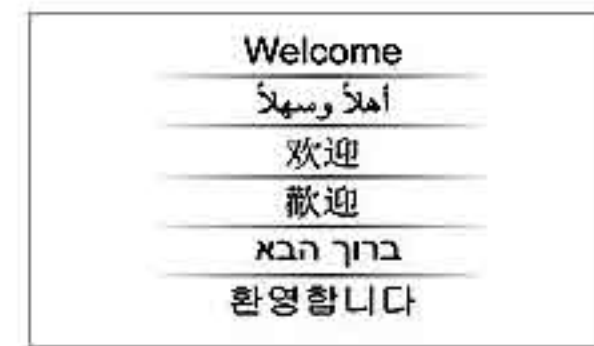 Welcome
أهلاً وسهلاً
欢迎
歡迎
ברוך הבא
환영합니다